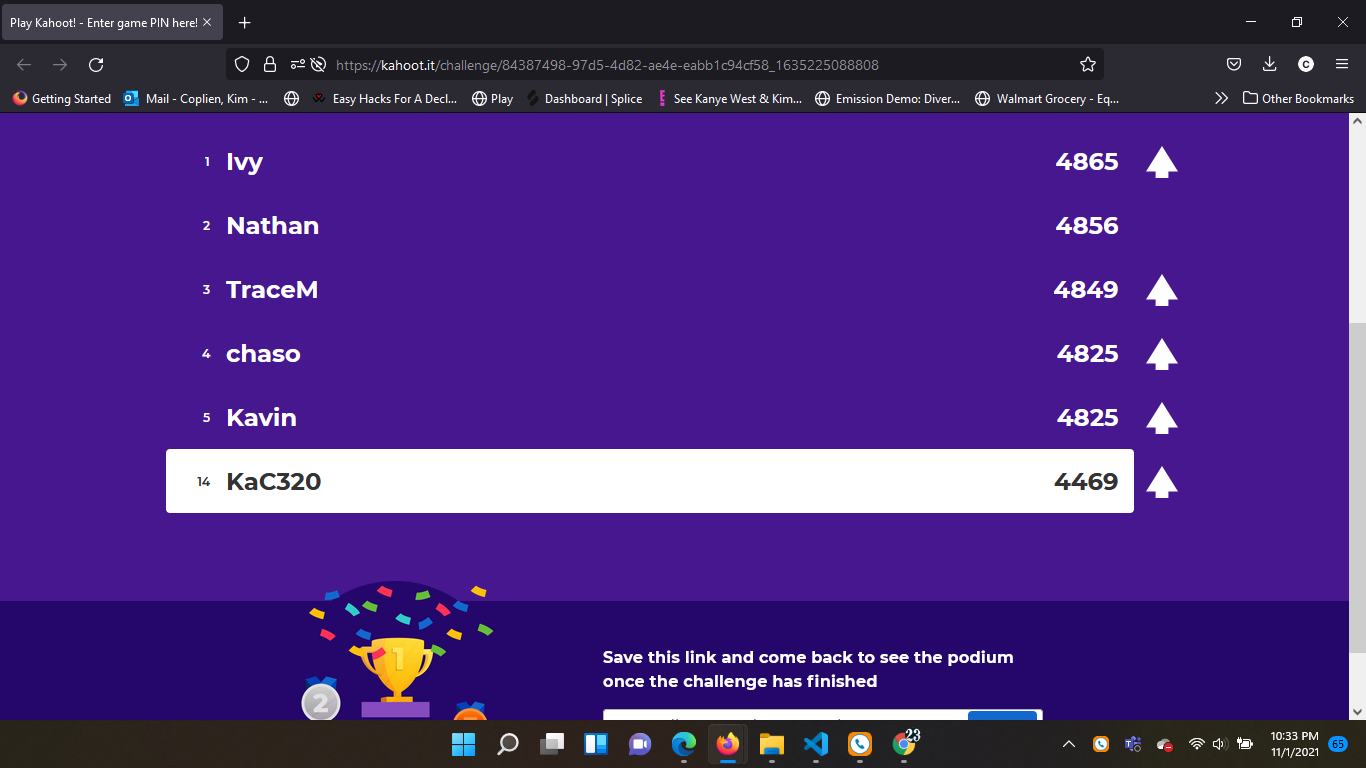 Play Kahoot! - Enter game PIN here!
https://kahoot.it/challenge/84387498-97d5-4d82-ae4e-eabb1c94cf58_1635225088808
C
Getting Started Mail - Coplien, Kim - ... Easy Hacks For A Decl... Play Dashboard | Splice See Kanye West & Kim... Emission Demo: Diver... Walmart Grocery - Eq... Other Bookmarks
1 Ivy 4865
2 Nathan 4856
3 TraceM 4849
4 chaso 4825
5 Kavin 4825
14 KaC320 4469
1
2
Save this link and come back to see the podium
once the challenge has finished
23
10:33 PM
11/1/2021
65